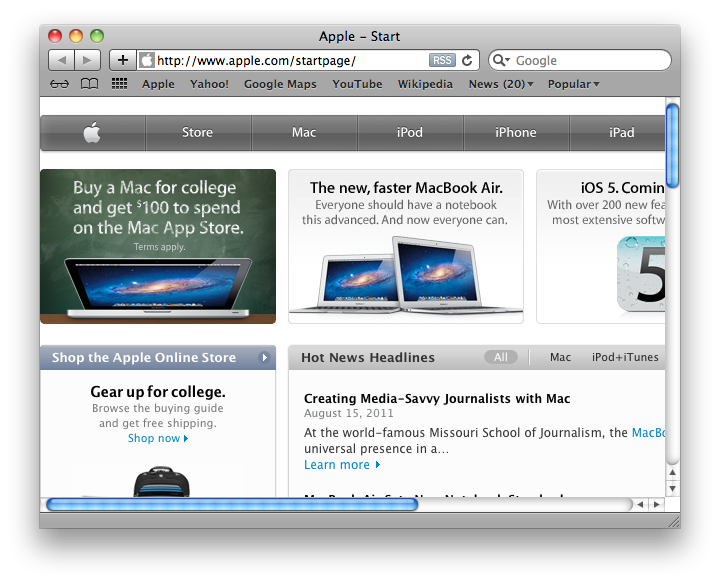 Apple – Start
http://www.apple.com/startpage/
RSS
Google
Apple Yahoo! Google Maps YouTube Wikipedia News (20) Popular
Store Mac iPod iPhone iPad
Buy a Mac for college
and get $100 to spend
on the Mac App Store.
Terms apply.
The new, faster MacBook Air.
Everyone should have a notebook
this advanced. And now everyone can.
iOS 5. Comin
With over 200 new fea
most extensive softw
5
Shop the Apple Online Store
Gear up for college.
Browse the buying guide
and get free shipping.
Shop now
Hot News Headlines All Mac iPod+iTunes
Creating Media-Savvy Journalists with Mac
August 15, 2011
At the world-famous Missouri School of Journalism, the MacBo
universal presence in a…
Learn more